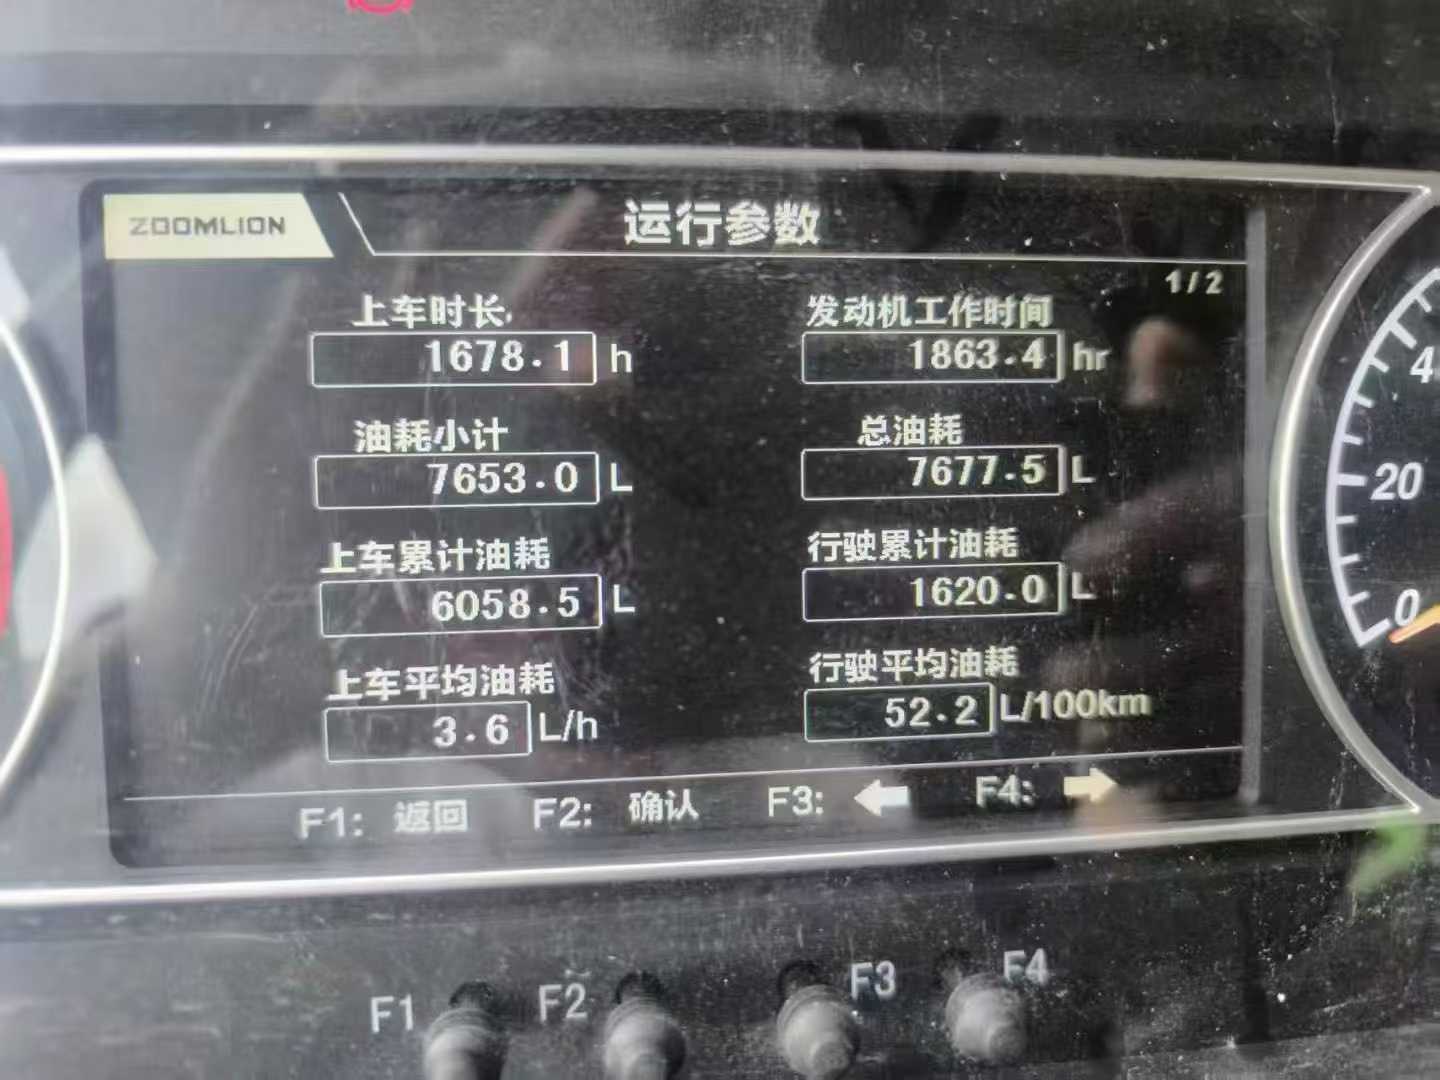 ZOOMLION
运行参数
1/2
上车时长
1678.1 h
发动机工作时间
1863.4 hr
油耗小计
7653.0 L
总油耗
7677.5 L
上车累计油耗
6058.5 L
行驶累计油耗
1620.0 L
上车平均油耗
3.6 L/h
行驶平均油耗
52.2 L/100km
F1: 返回 F2: 确认 F3: F4:
4
20
0
F1 F2 F3 F4